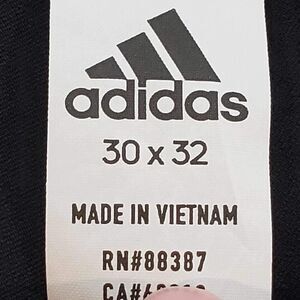 adidas
30 x 32
MADE IN VIETNAM
RN#88387